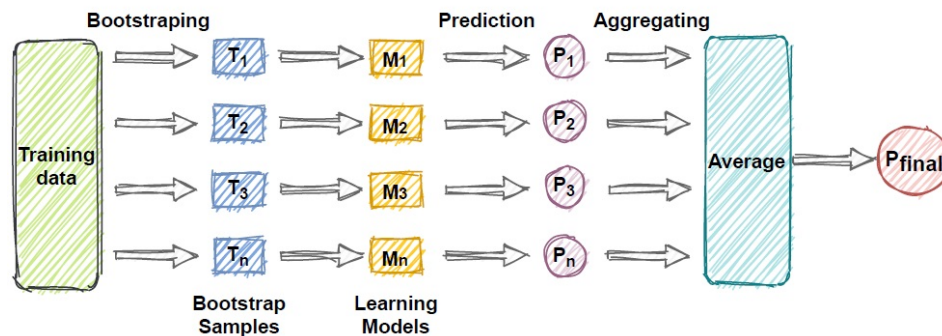 Bootstraping
Prediction
Aggregating
Training
data
T1
M1
P1
T2
M2
P2
T3
M3
P3
Tn
Mn
Pn
Average
Pfinal
Bootstrap
Samples
Learning
Models